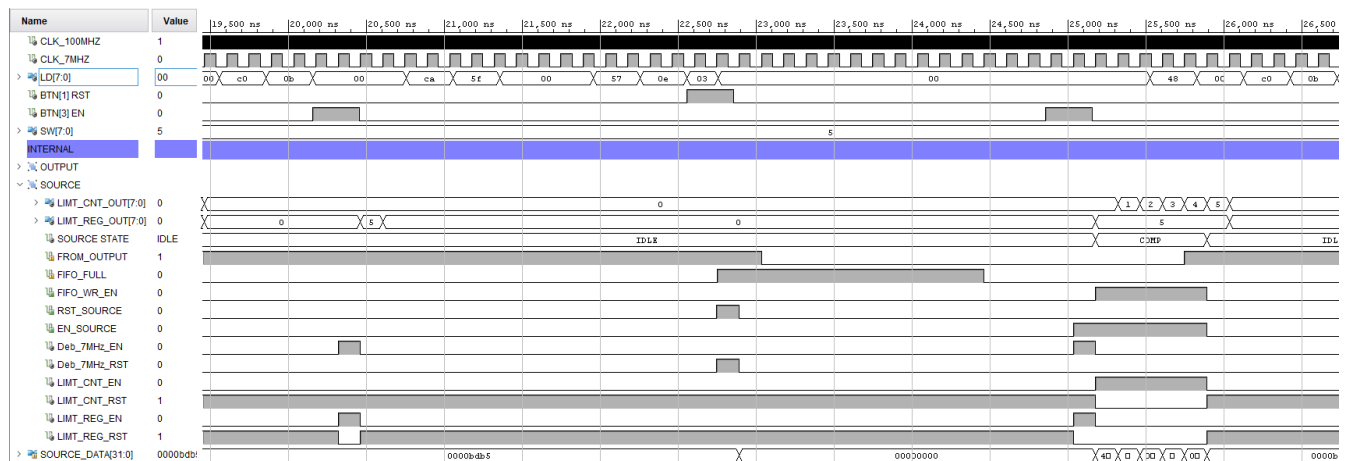 Name Value 19,500 ns 20,000 ns 20,500 ns 21,000 ns 21,500 ns 22,000 ns 22,500 ns 23,000 ns 23,500 ns 24,000 ns 24,500 ns 25,000 ns 25,500 ns 26,000 ns 26,500
CLK_100MHZ 1
CLK_7MHZ 0
LD[7:0] 00 00 c0 0b 00 ca 5f 00 57 0e 03 00 48 00 c0 0b
BTN[1] RST 0
BTN[3] EN 0
SW[7:0] 5 5
INTERNAL
OUTPUT
SOURCE
LIMT_CNT_OUT[7:0] 0 0 1 2 3 4 5
LIMT_REG_OUT[7:0] 0 0 5 0 5
SOURCE STATE IDLE IDLE COMP IDL
FROM_OUTPUT 1
FIFO_FULL 0
FIFO_WR_EN 0
RST_SOURCE 0
EN_SOURCE 0
Deb_7MHz_EN 0
Deb_7MHz_RST 0
LIMT_CNT_EN 0
LIMT_CNT_RST 1
LIMT_REG_EN 0
LIMT_REG_RST 1
SOURCE_DATA[31:0] 0000bdb 0000bdb5 00000000 0000b